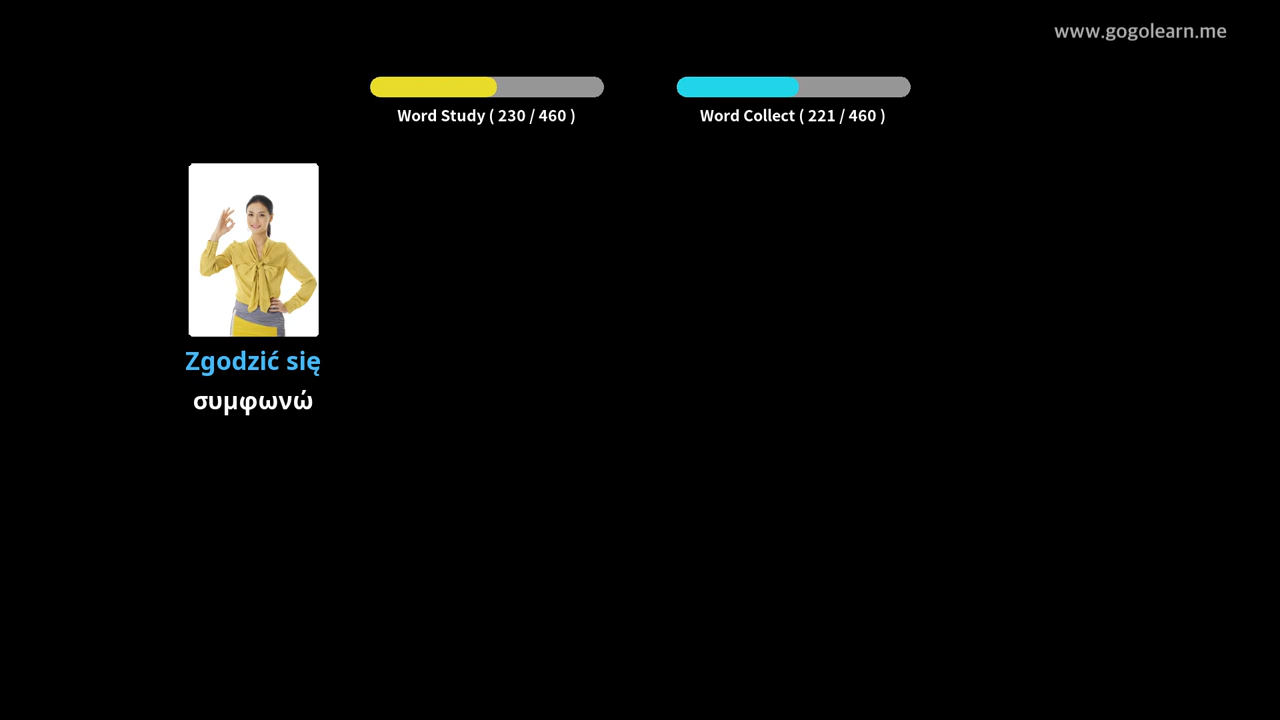 www.gogolearn.me
Word Study ( 230 / 460 )
Word Collect ( 221 / 460 )
Zgodzić się
συμφωνώ